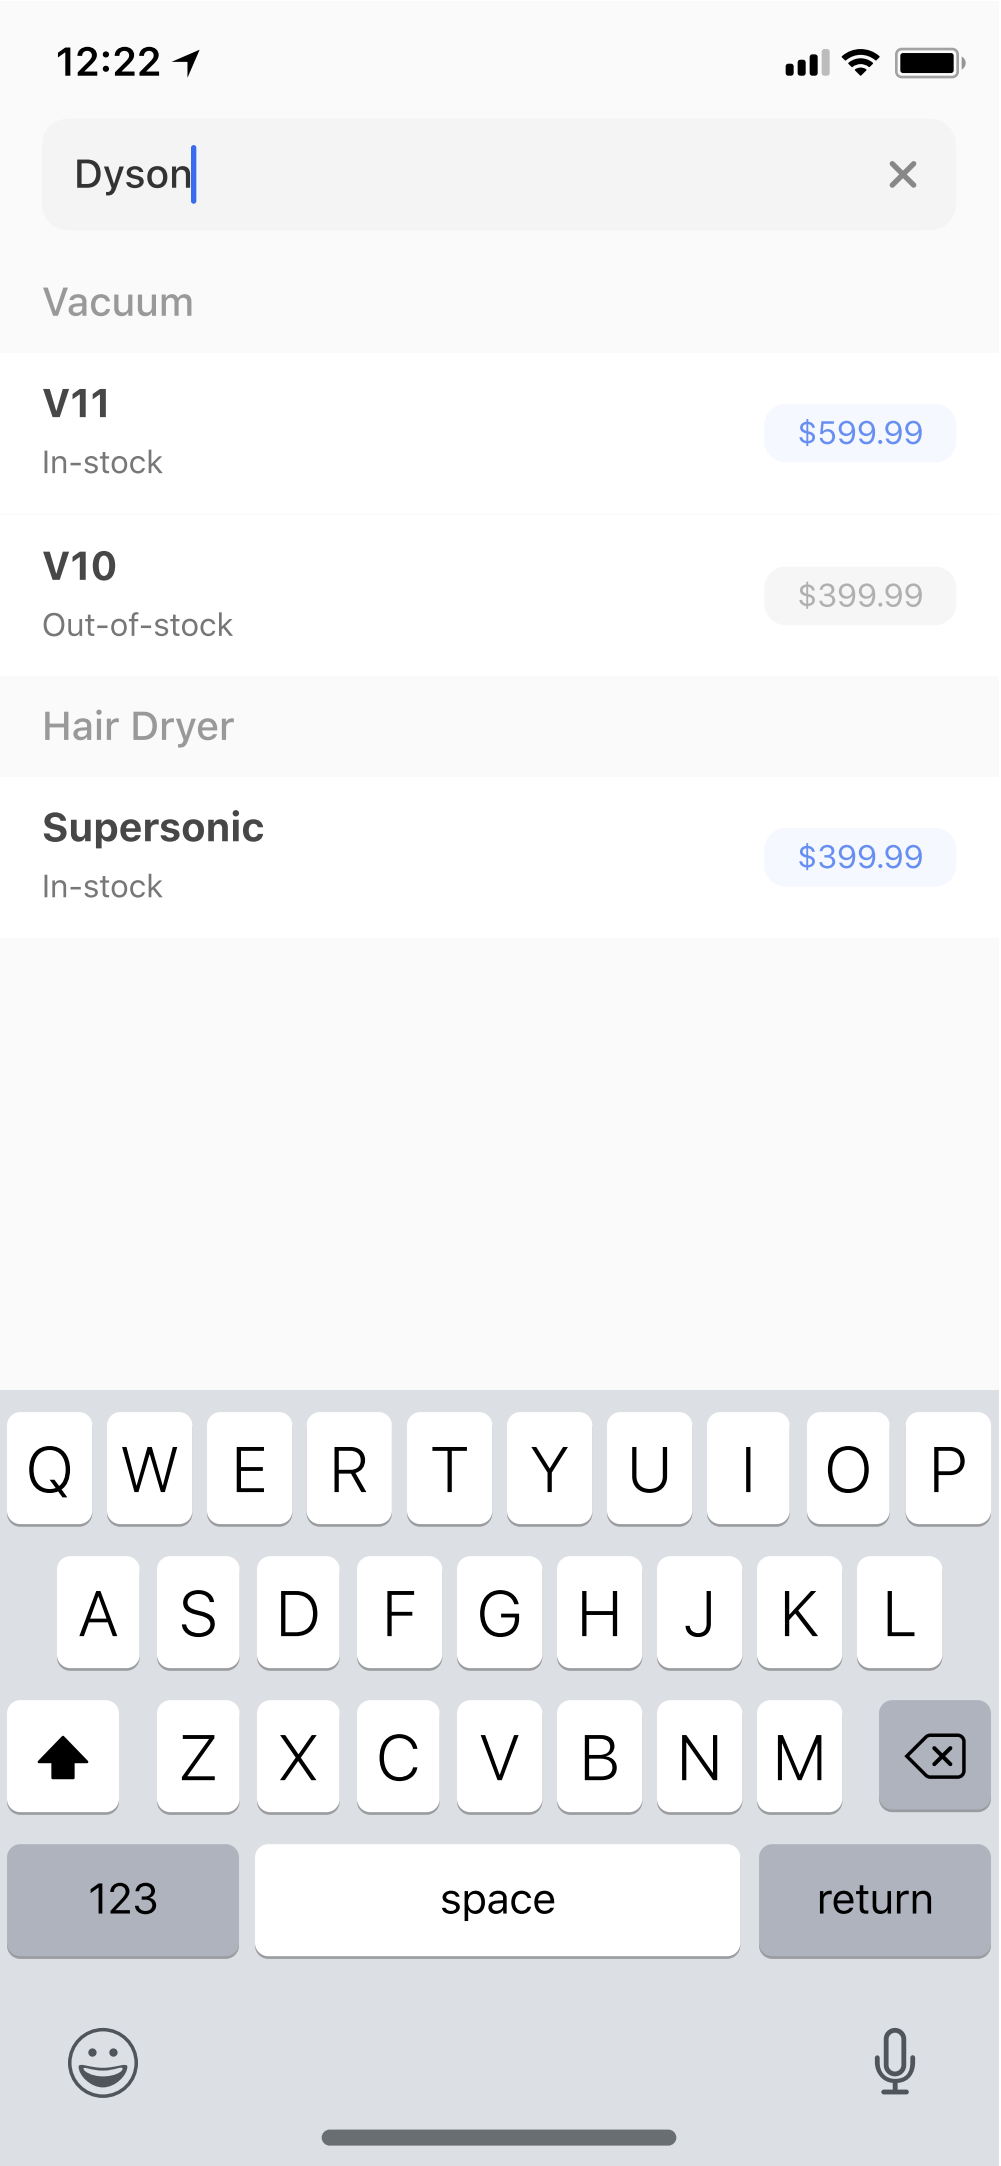 12:22
Dyson
Vacuum
V11
In-stock
$599.99
V10
Out-of-stock
$399.99
Hair Dryer
Supersonic
In-stock
$399.99
Q W E R T Y U I O P
A S D F G H J K L
Z X C V B N M
123 space return